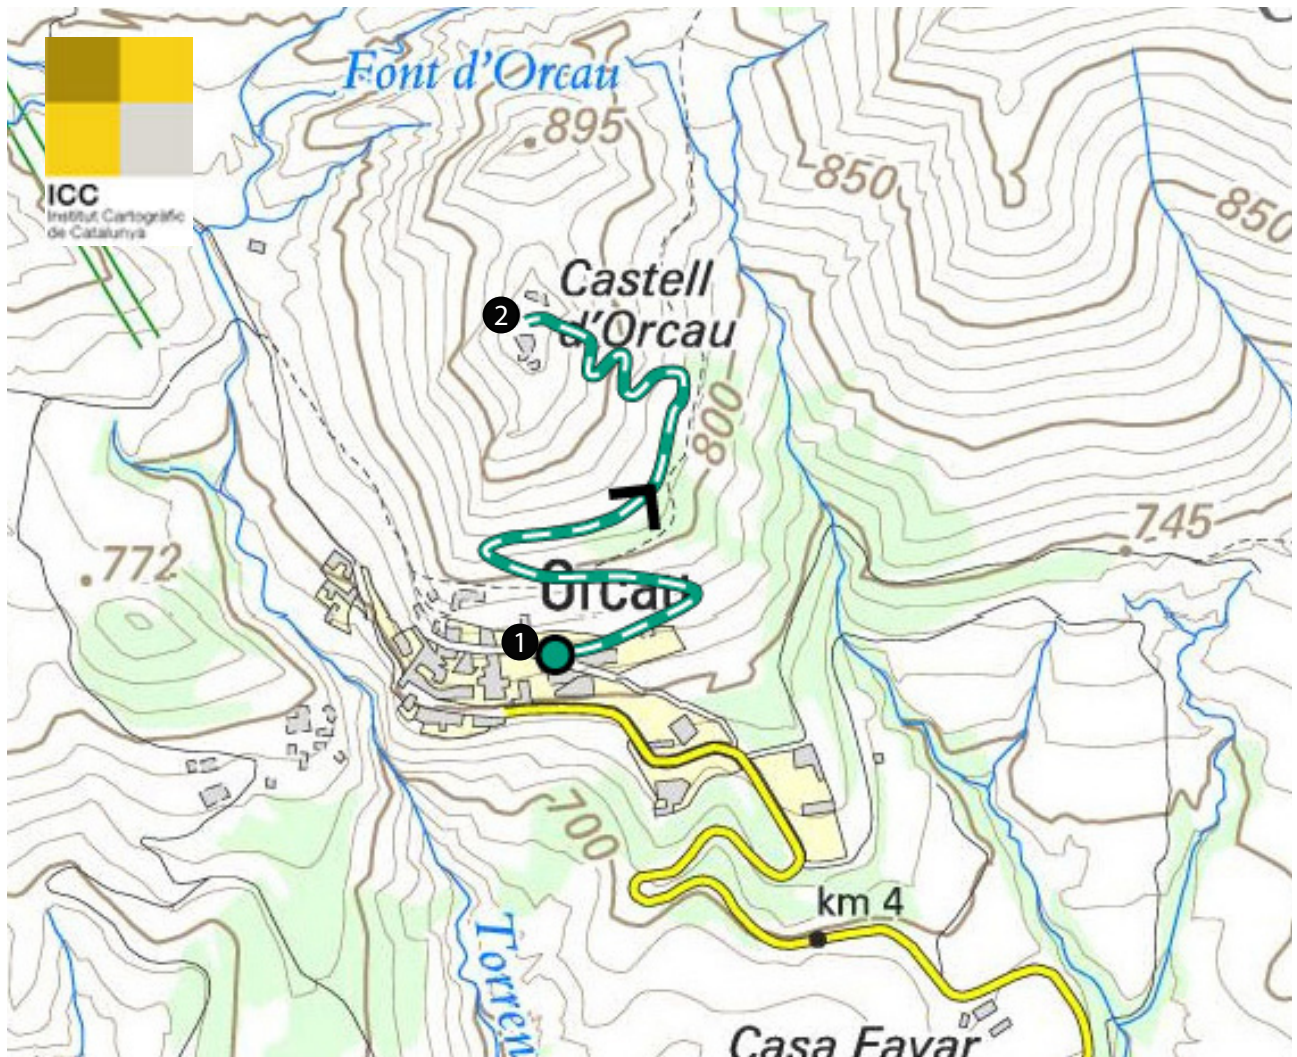 Font d'Orcau
895
ICC
Institut Cartogràfic
de Catalunya
850
850
Castell
d'Orcau
2
800
745
772
Orcau
1
700
km 4
Torren
Casa Favar